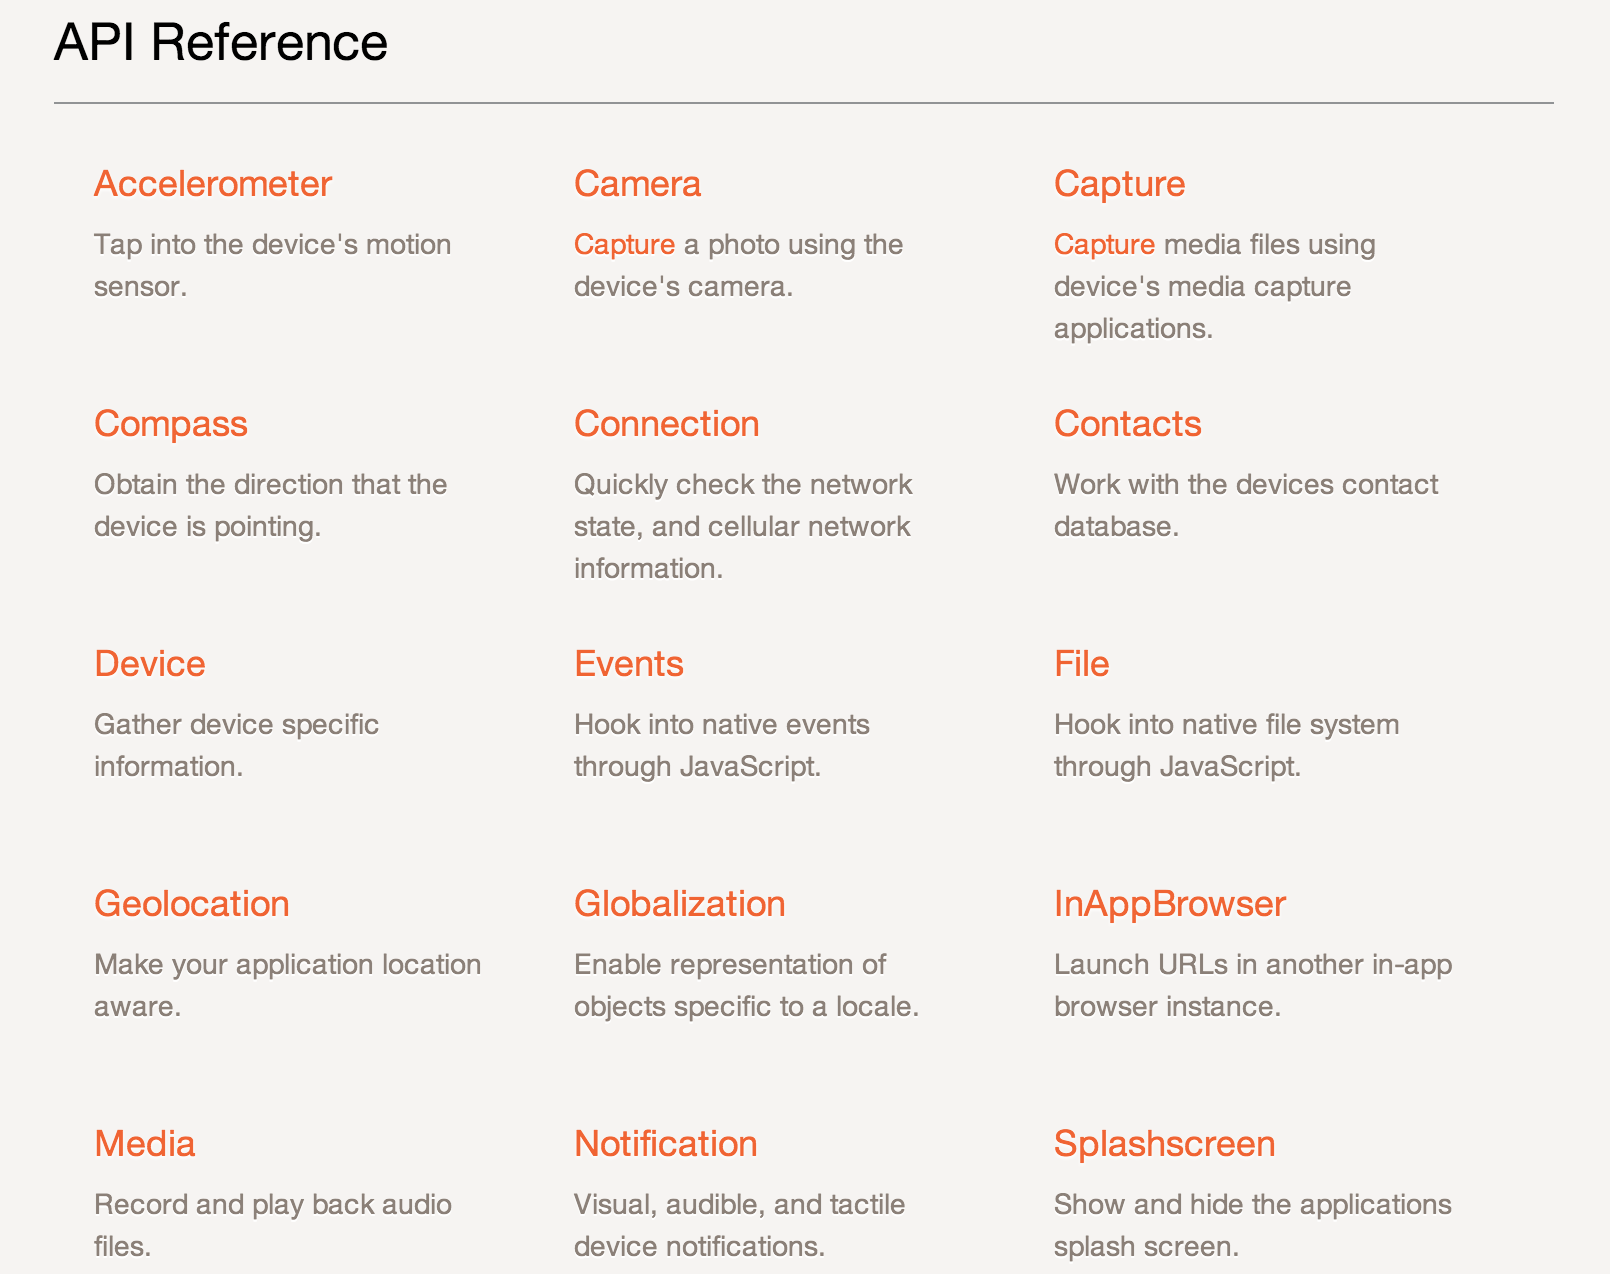 API Reference
Accelerometer
Tap into the device's motion
sensor.
Camera
Capture a photo using the
device's camera.
Capture
Capture media files using
device's media capture
applications.
Compass
Obtain the direction that the
device is pointing.
Connection
Quickly check the network
state, and cellular network
information.
Contacts
Work with the devices contact
database.
Device
Gather device specific
information.
Events
Hook into native events
through JavaScript.
File
Hook into native file system
through JavaScript.
Geolocation
Make your application location
aware.
Globalization
Enable representation of
objects specific to a locale.
InAppBrowser
Launch URLs in another in-app
browser instance.
Media
Record and play back audio
files.
Notification
Visual, audible, and tactile
device notifications.
Splashscreen
Show and hide the applications
splash screen.